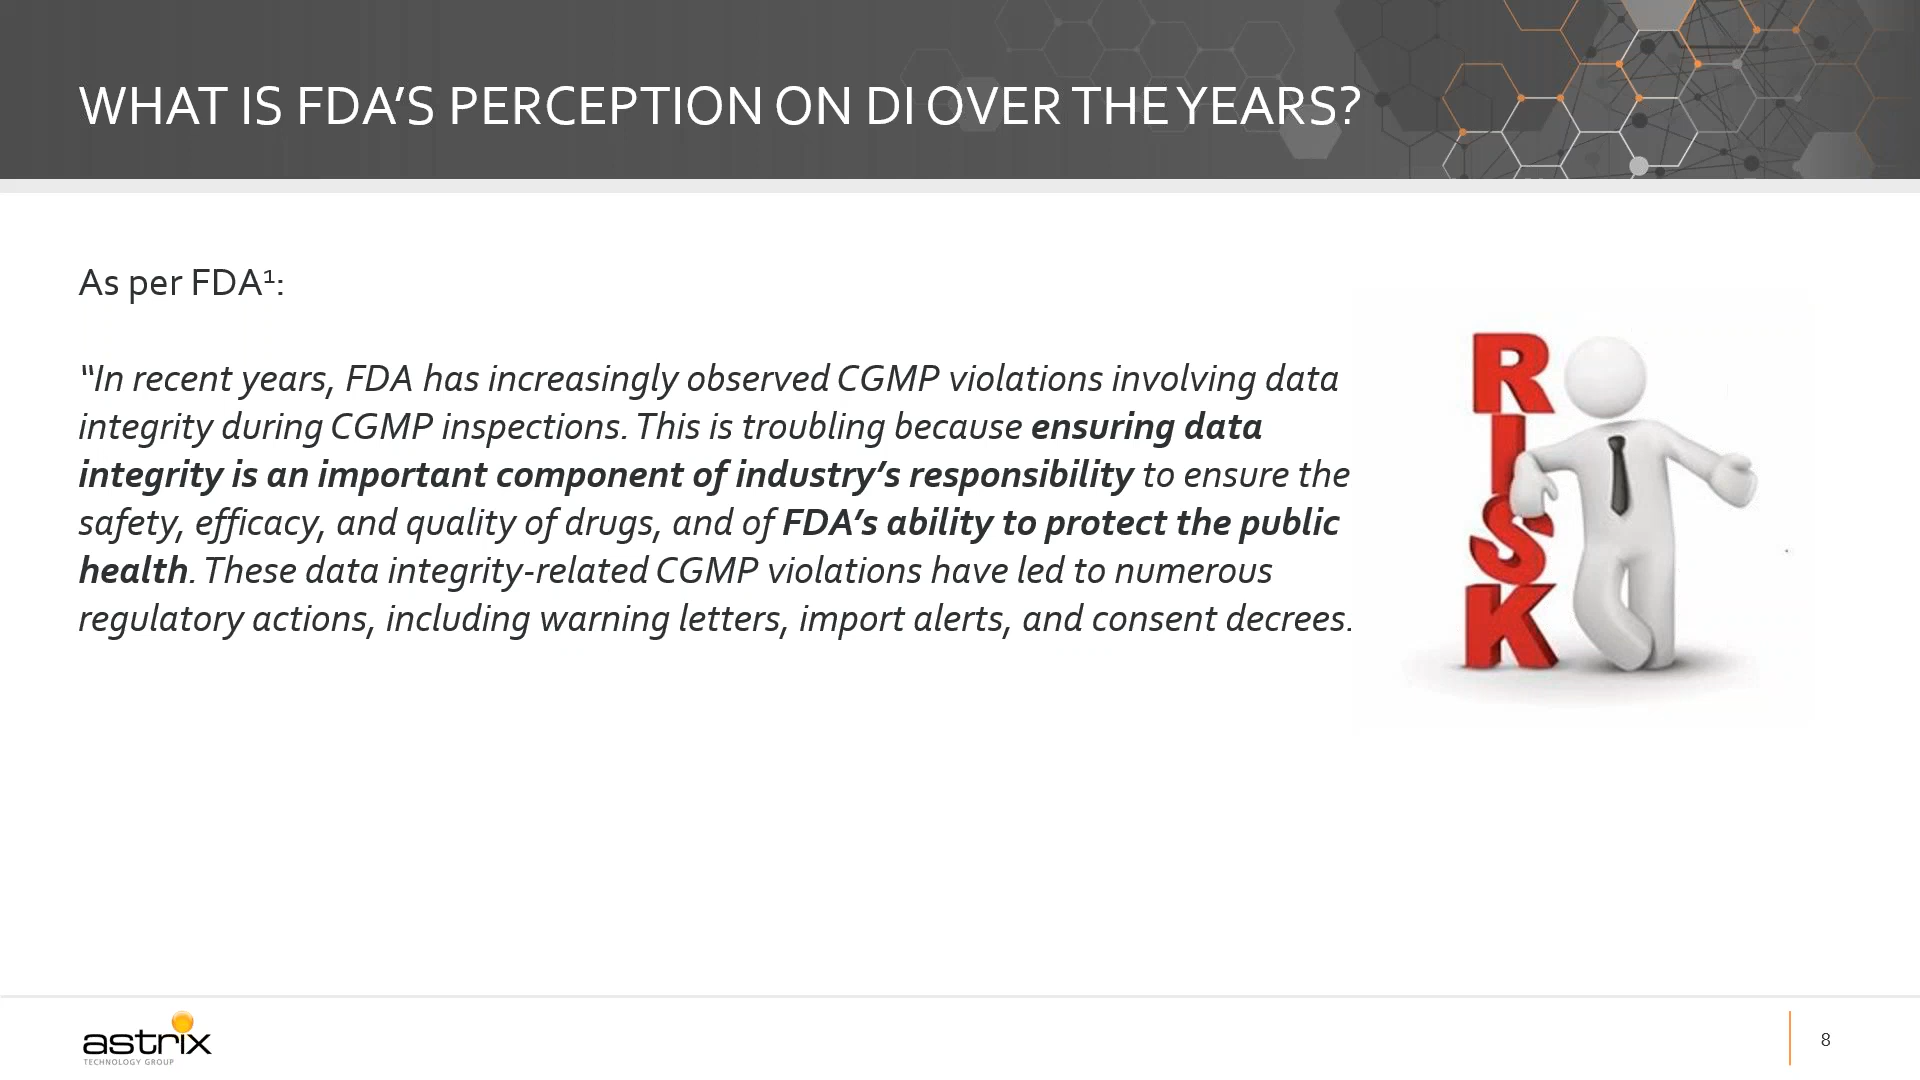 WHAT IS FDA’S PERCEPTION ON DI OVER THE YEARS?
As per FDA¹:
“In recent years, FDA has increasingly observed CGMP violations involving data
integrity during CGMP inspections. This is troubling because ensuring data
integrity is an important component of industry’s responsibility to ensure the
safety, efficacy, and quality of drugs, and of FDA’s ability to protect the public
health. These data integrity-related CGMP violations have led to numerous
regulatory actions, including warning letters, import alerts, and consent decrees.
RISK
astrix
TECHNOLOGY GROUP
8